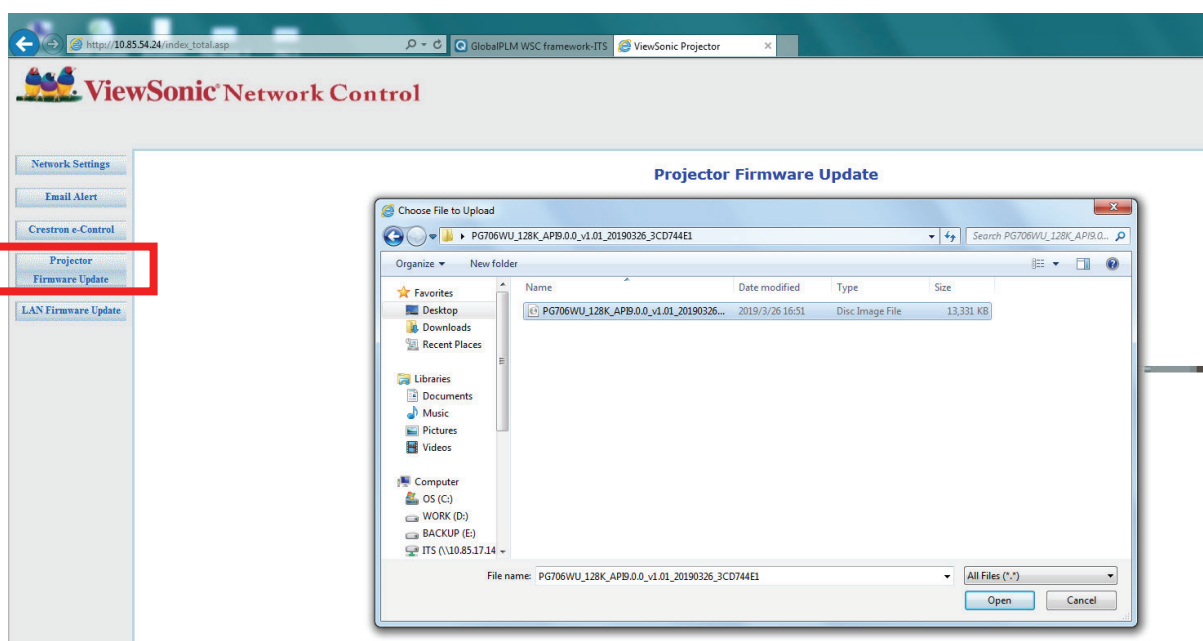 http://10.85.54.24/index_total.asp
GlobalPLM WSC framework-ITS
ViewSonic Projector
ViewSonic® Network Control
Network Settings
Email Alert
Crestron e-Control
Projector
Firmware Update
LAN Firmware Update
Projector Firmware Update
Choose File to Upload
PG706WU_128K_API9.0.0_v1.01_20190326_3CD744E1
Search PG706WU_128K_API9.0...
Organize
New folder
Name Date modified Type Size
PG706WU_128K_API9.0.0_v1.01_20190326... 2019/3/26 16:51 Disc Image File 13,331 KB
Favorites
Desktop
Downloads
Recent Places
Libraries
Documents
Music
Pictures
Videos
Computer
OS (C:)
WORK (D:)
BACKUP (E:)
ITS (\\10.85.17.14
File name: PG706WU_128K_API9.0.0_v1.01_20190326_3CD744E1
All Files (*.*)
Open
Cancel